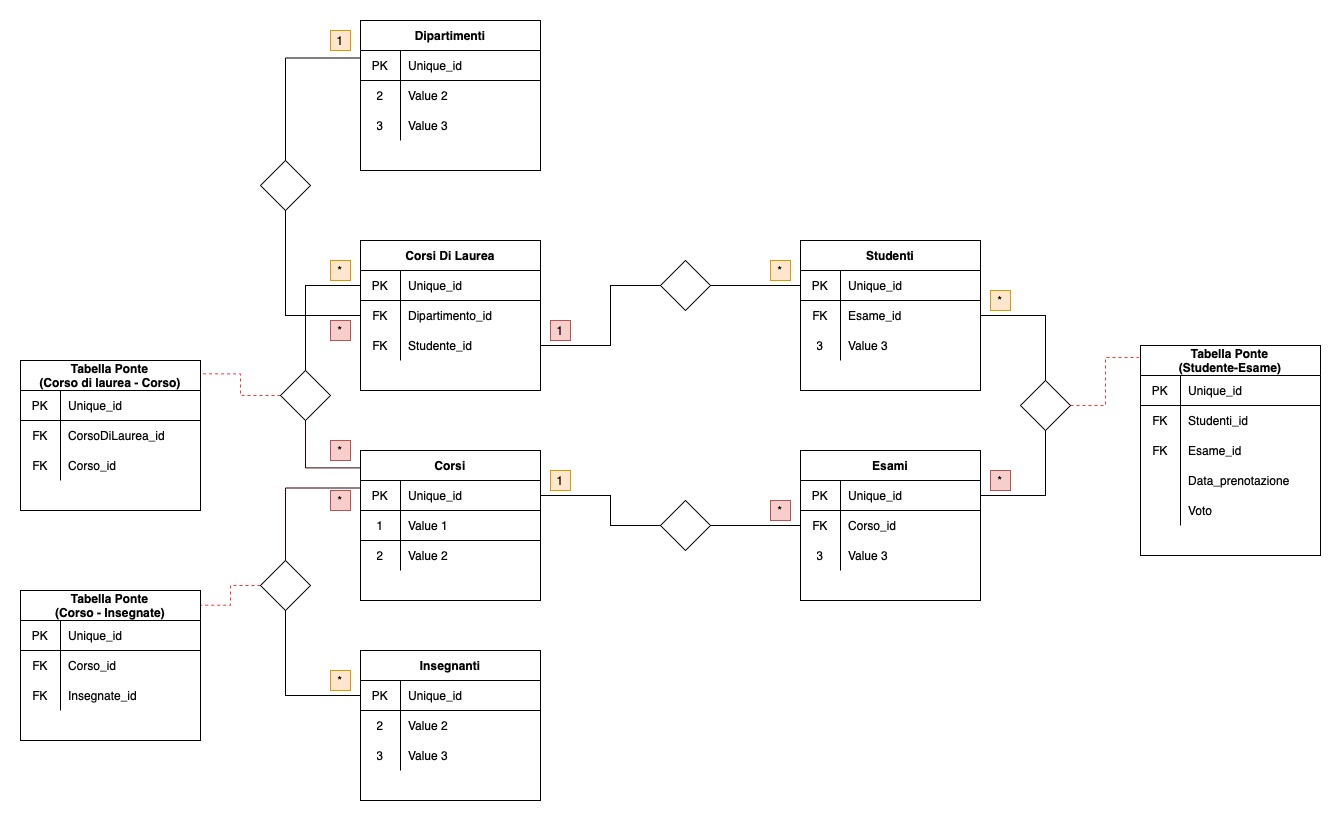 1
Dipartimenti
PK Unique_id
2 Value 2
3 Value 3
*
Corsi Di Laurea
PK Unique_id
FK Dipartimento_id
FK Studente_id
*
1
*
Studenti
PK Unique_id
FK Esame_id
3 Value 3
*
Tabella Ponte
(Studente-Esame)
PK Unique_id
FK Studenti_id
FK Esame_id
Data_prenotazione
Voto
Tabella Ponte
(Corso di laurea - Corso)
PK Unique_id
FK CorsoDiLaurea_id
FK Corso_id
*
*
Corsi
PK Unique_id
1 Value 1
2 Value 2
1
*
Esami
PK Unique_id
FK Corso_id
3 Value 3
*
Tabella Ponte
(Corso - Insegnate)
PK Unique_id
FK Corso_id
FK Insegnate_id
*
Insegnanti
PK Unique_id
2 Value 2
3 Value 3